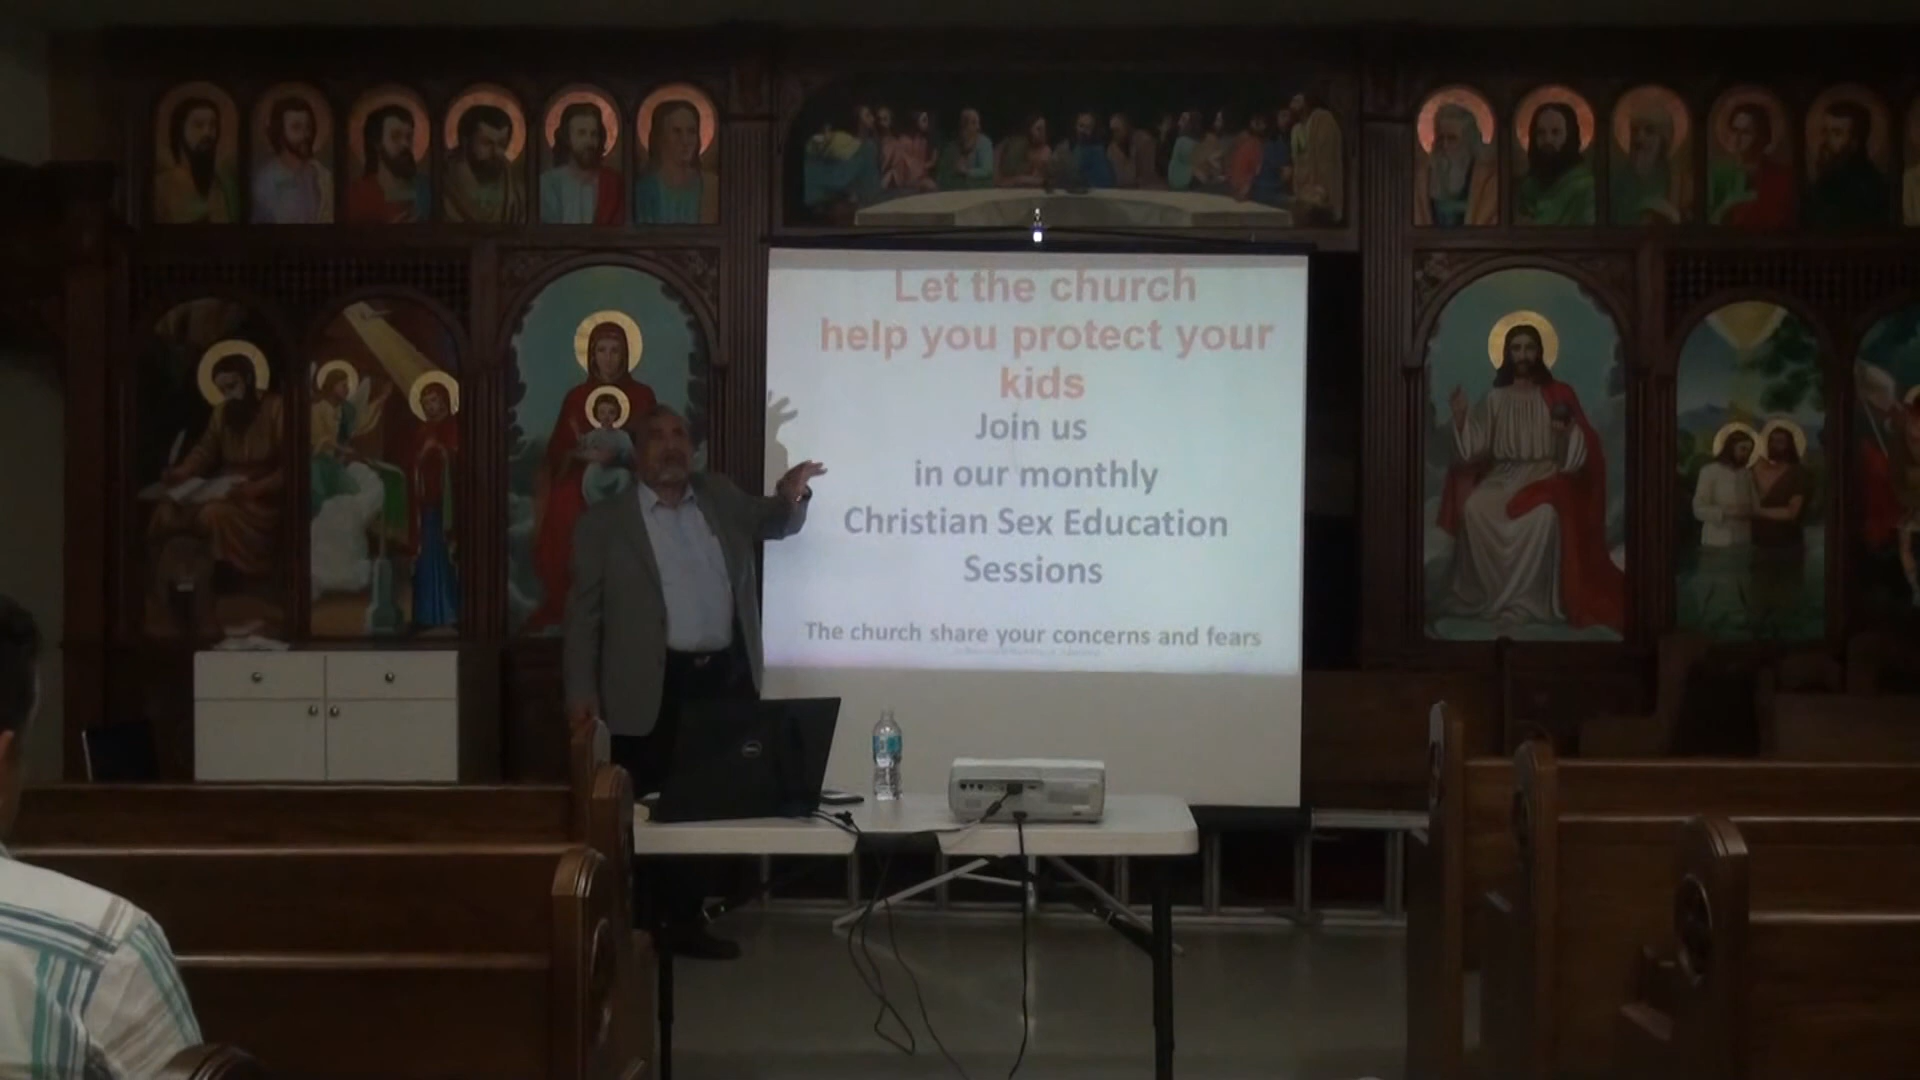 Let the church
help you protect your
kids
Join us
in our monthly
Christian Sex Education
Sessions
The church share your concerns and fears
DELL